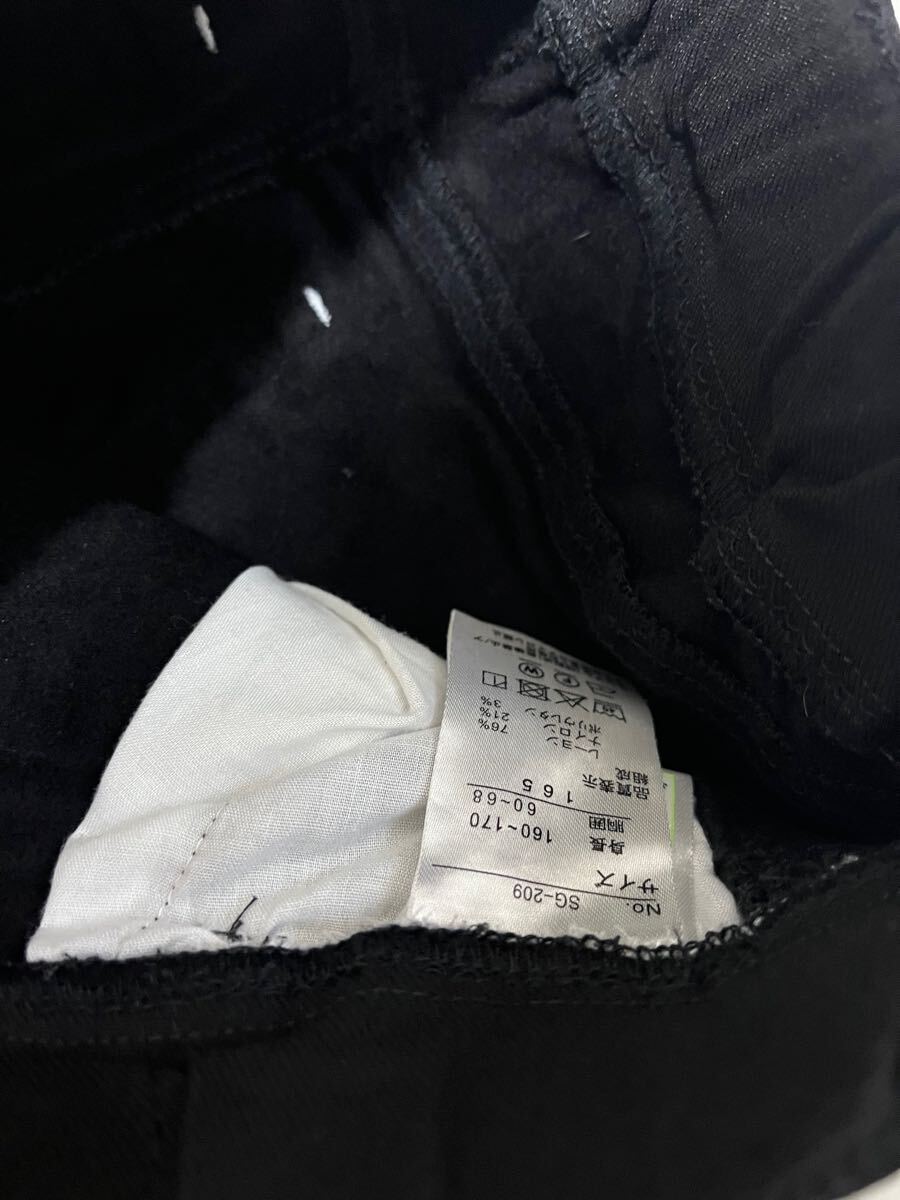 No: SG-209
サイズ
身長 160~170
胸囲 60~68
165
品質表示
組成
レーヨン 76%
ナイロン 21%
ポリウレタン 3%
F W